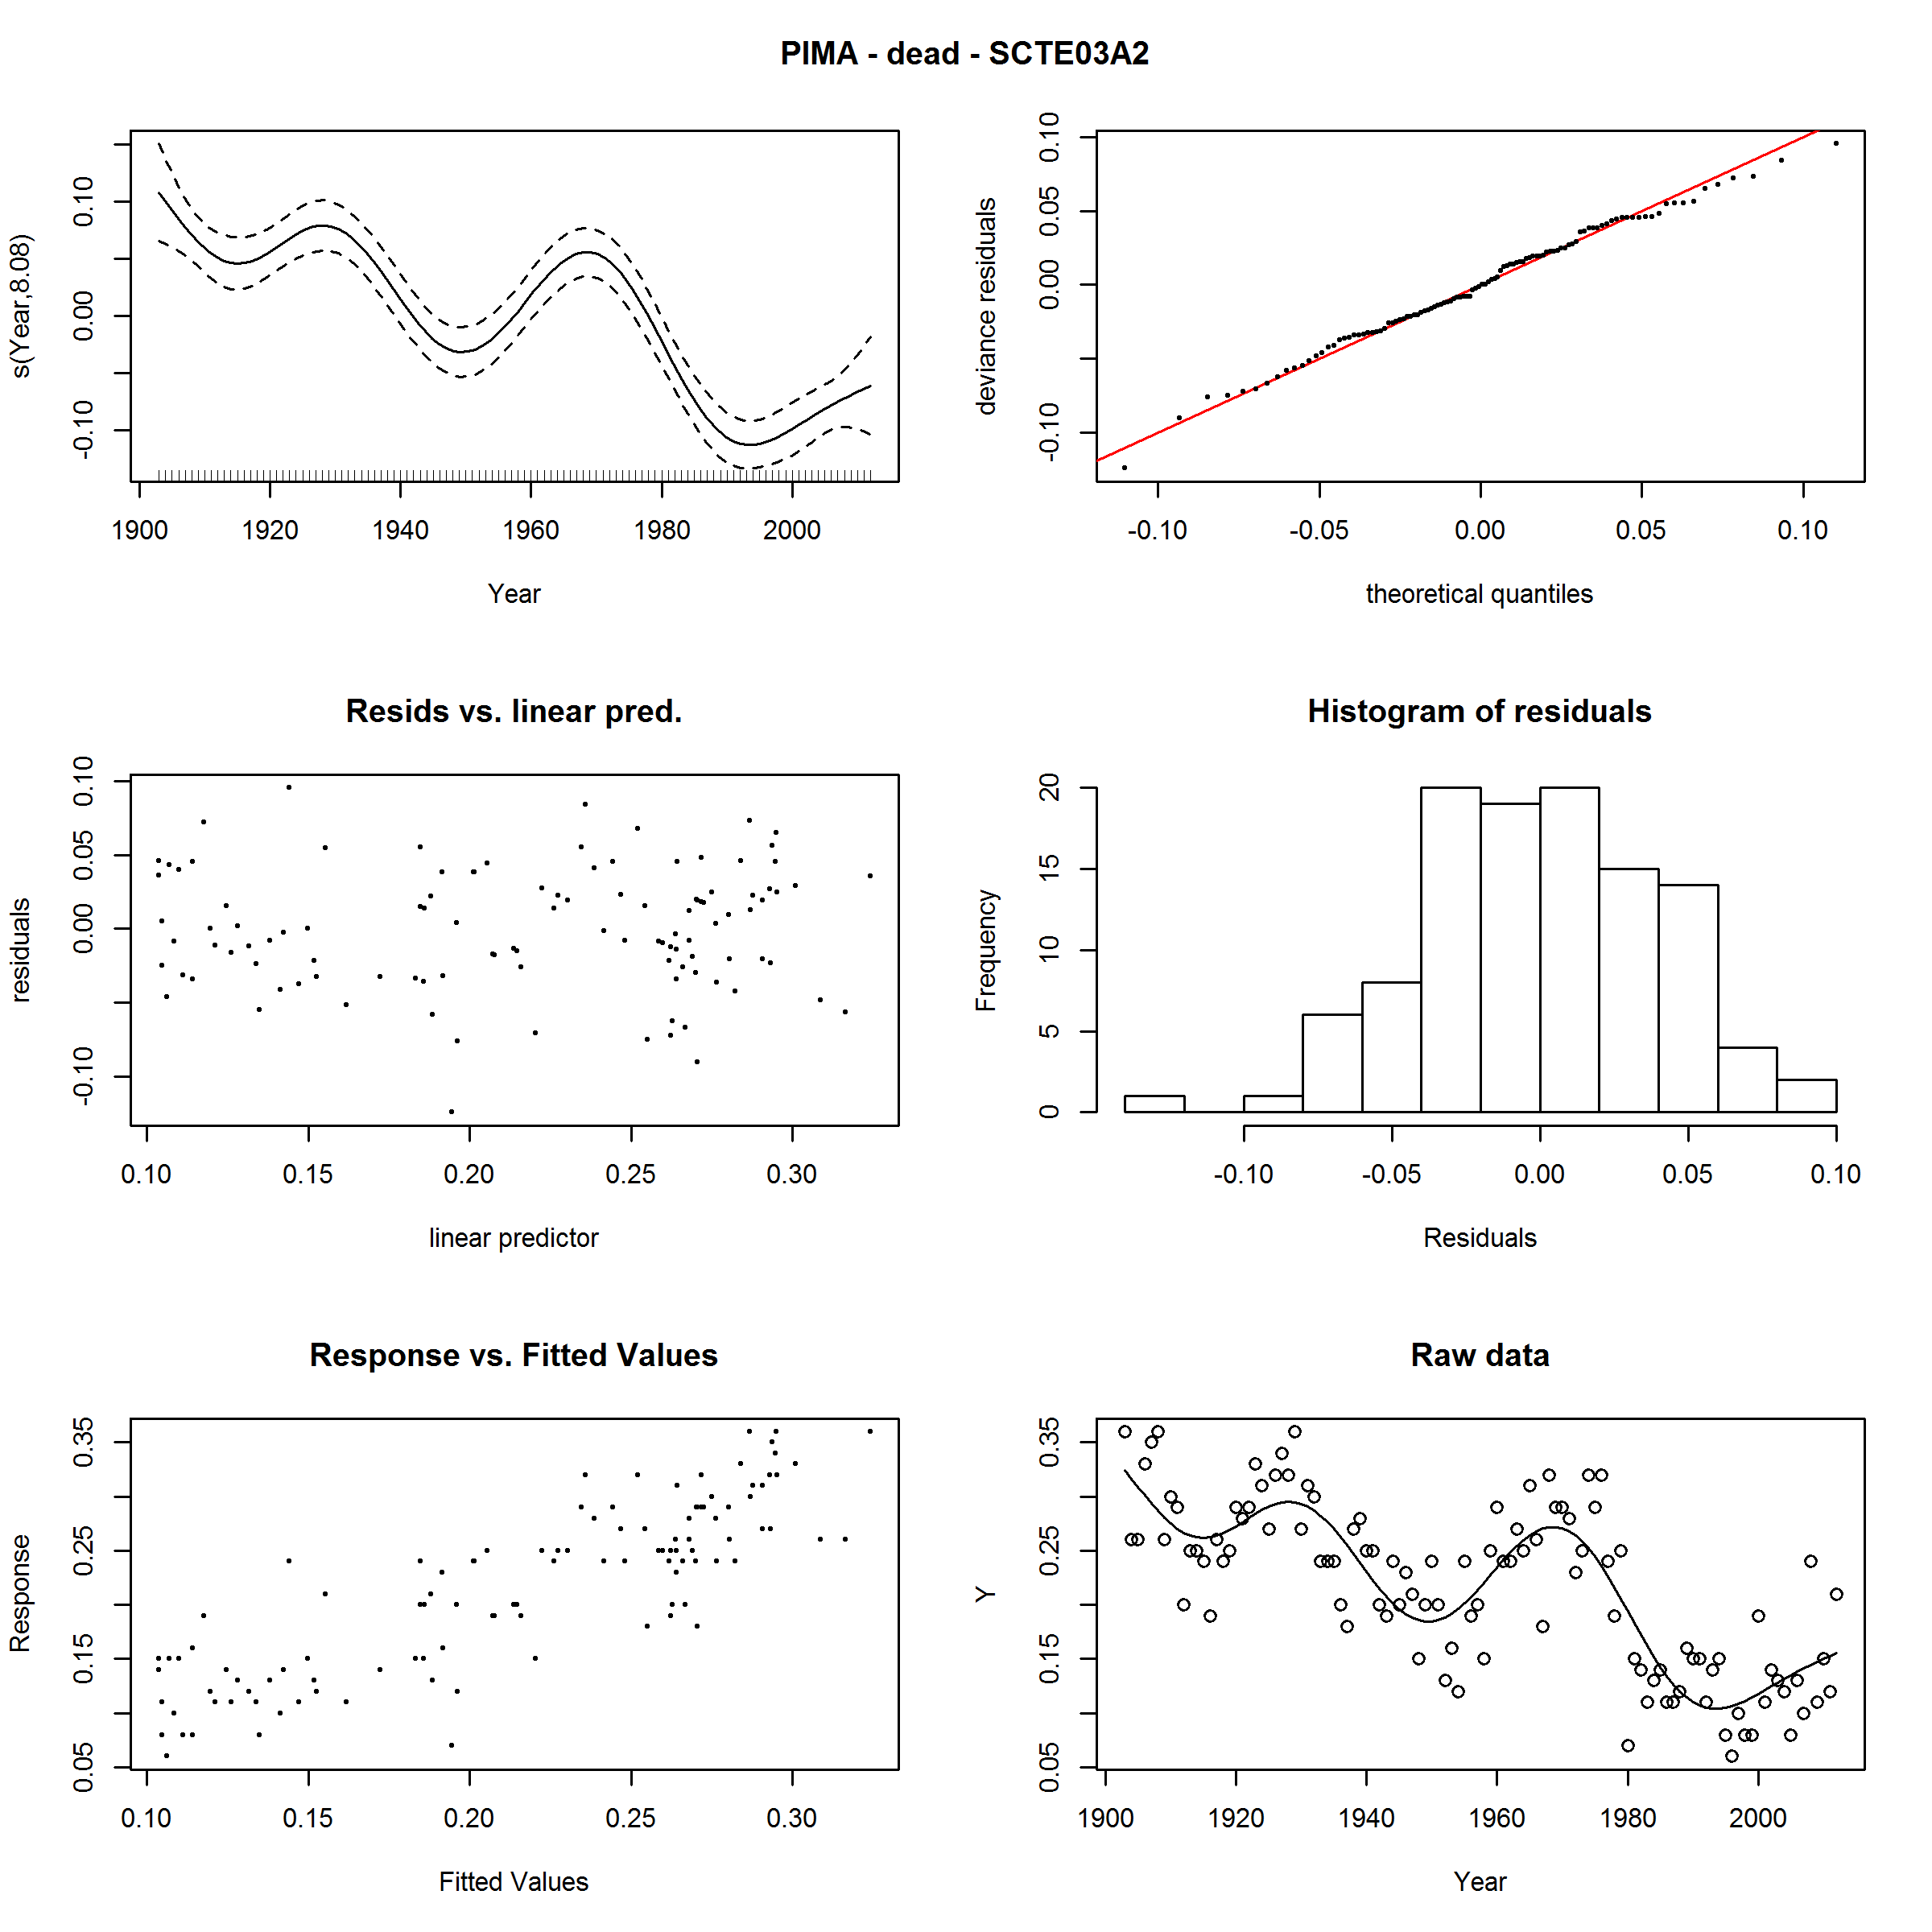 PIMA - dead - SCTE03A2
s(Year,8.08)
-0.10 0.00 0.10
1900 1920 1940 1960 1980 2000
Year
deviance residuals
-0.10 0.00 0.05 0.10
-0.10 -0.05 0.00 0.05 0.10
theoretical quantiles
Resids vs. linear pred.
residuals
-0.10 0.00 0.05 0.10
0.10 0.15 0.20 0.25 0.30
linear predictor
Histogram of residuals
Frequency
0 5 10 15 20
-0.10 -0.05 0.00 0.05 0.10
Residuals
Response vs. Fitted Values
Response
0.05 0.15 0.25 0.35
0.10 0.15 0.20 0.25 0.30
Fitted Values
Raw data
Y
0.05 0.15 0.25 0.35
1900 1920 1940 1960 1980 2000
Year